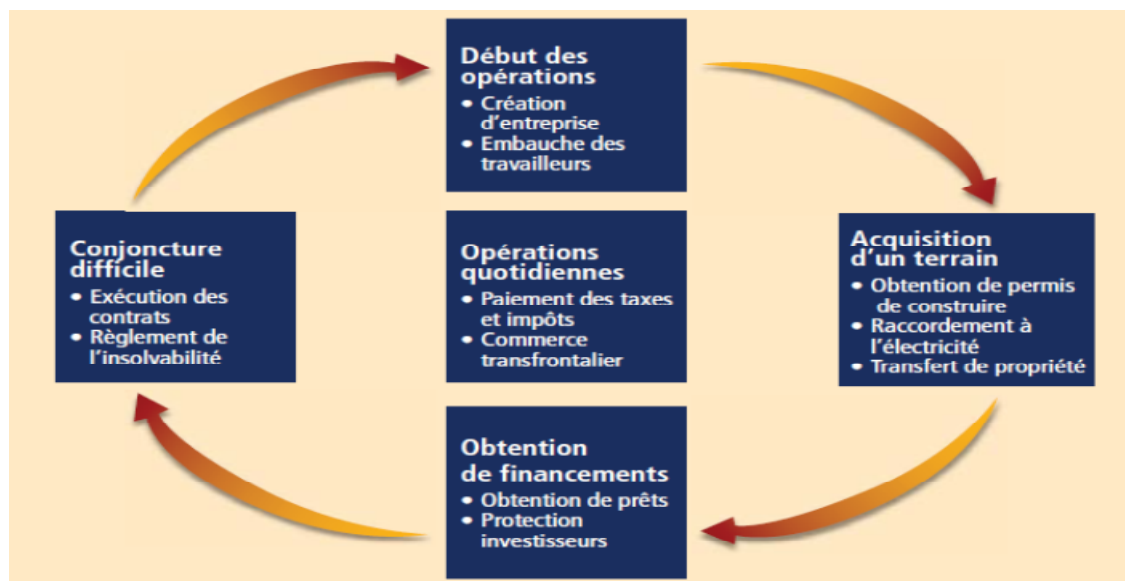 Début des
opérations
• Création
d'entreprise
• Embauche des
travailleurs
Conjoncture
difficile
• Exécution des
contrats
• Règlement de
l'insolvabilité
Opérations
quotidiennes
• Paiement des taxes
et impôts
• Commerce
transfrontalier
Acquisition
d'un terrain
• Obtention de permis
de construire
• Raccordement à
l'électricité
• Transfert de propriété
Obtention
de financements
• Obtention de prêts
• Protection
investisseurs